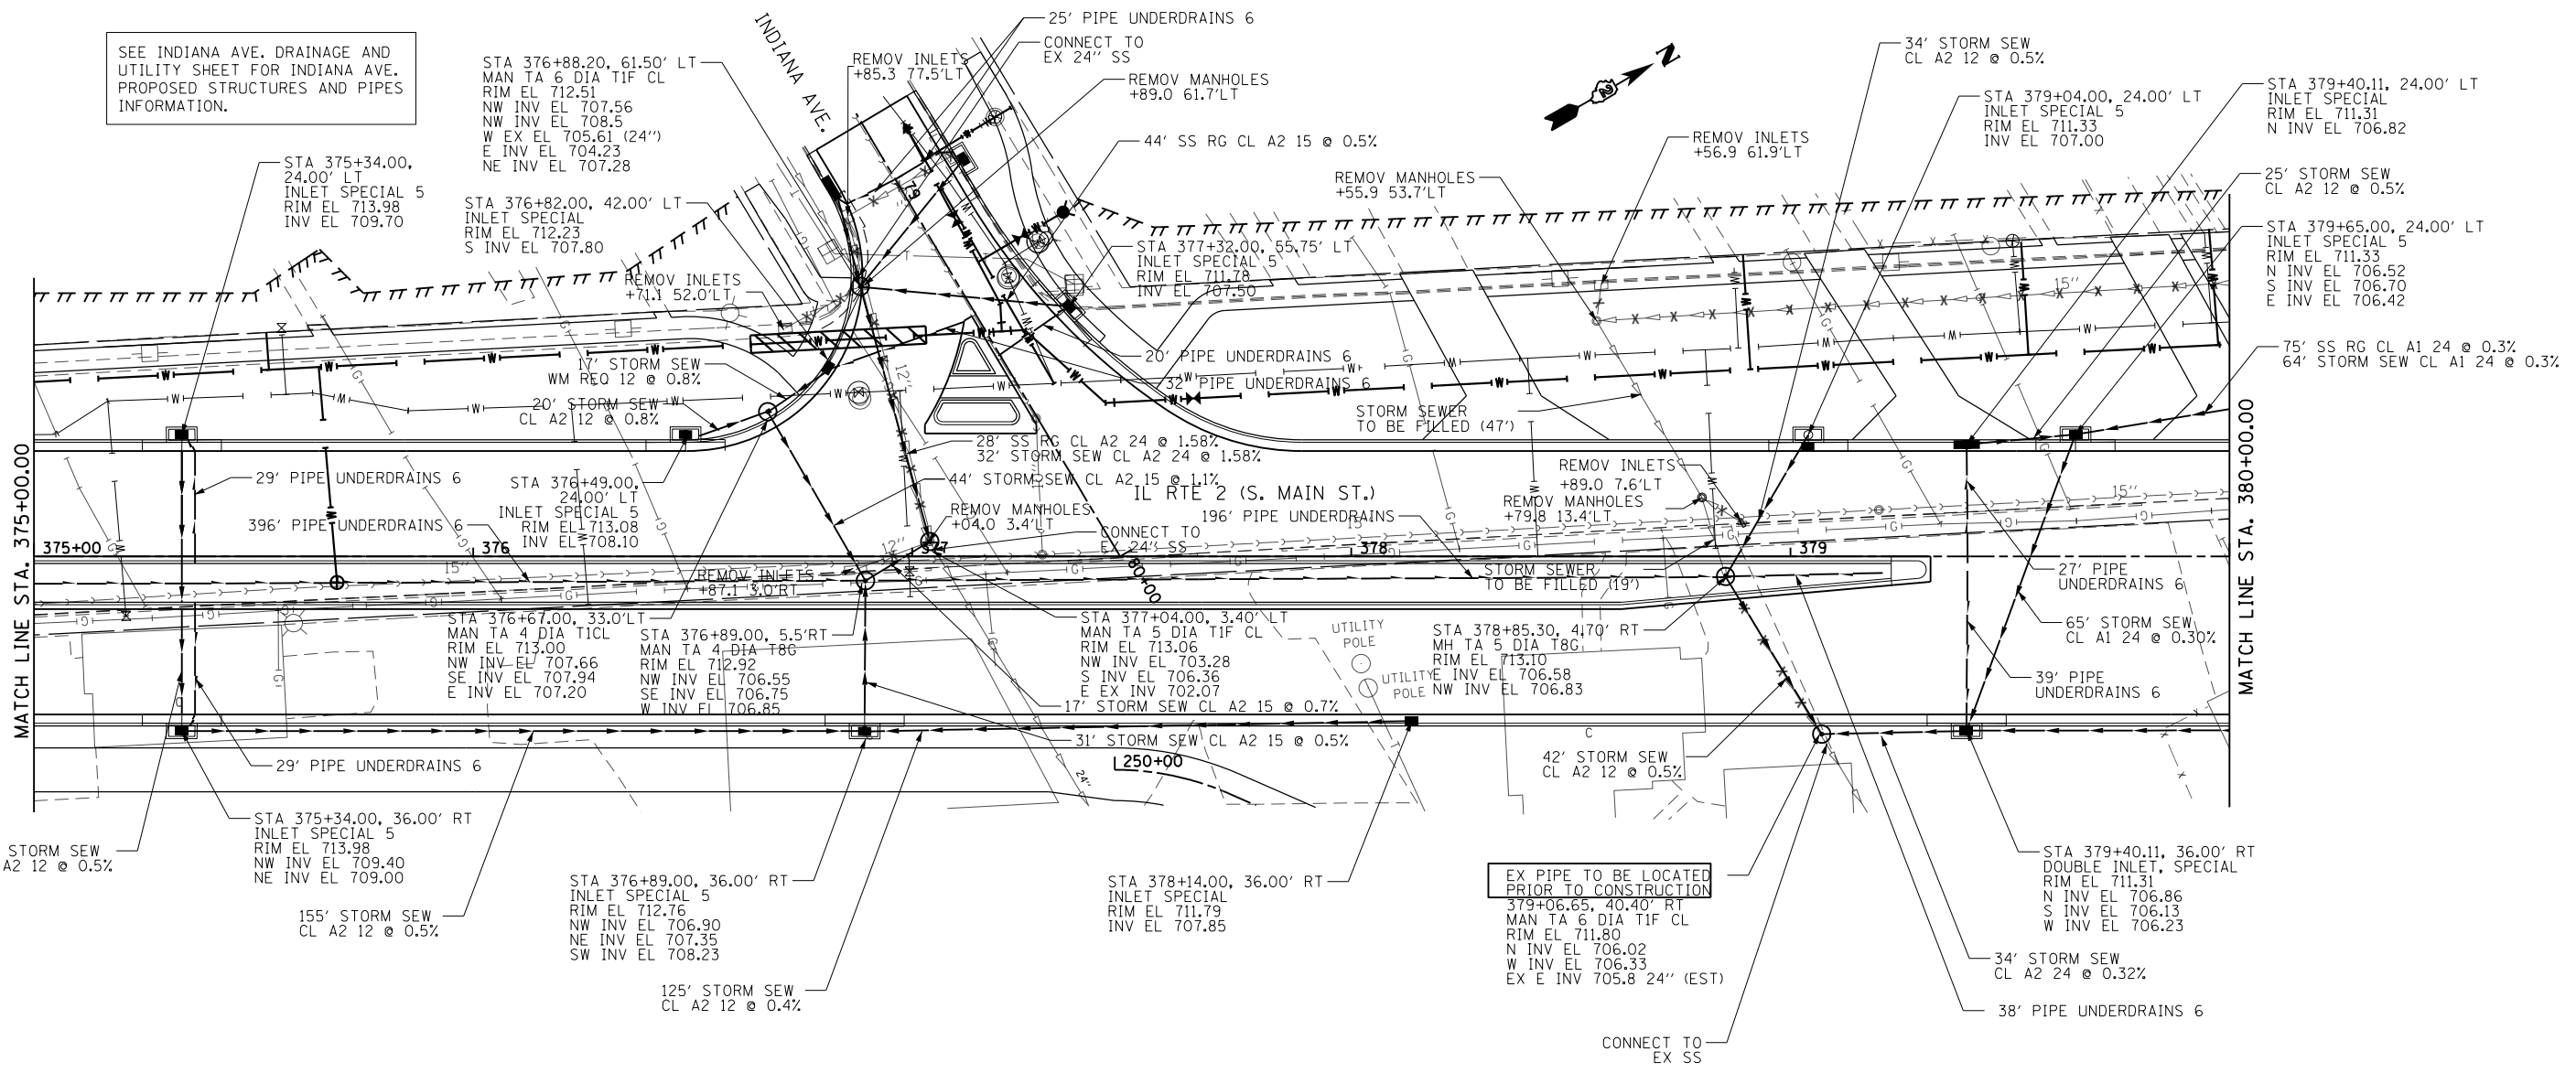 SEE INDIANA AVE. DRAINAGE AND
UTILITY SHEET FOR INDIANA AVE.
PROPOSED STRUCTURES AND PIPES
INFORMATION.
STA 376+88.20, 61.50' LT
MAN TA 6 DIA T1F CL
RIM EL 712.51
NW INV EL 707.56
NW INV EL 708.5
W EX EL 705.61 (24")
E INV EL 704.23
NE INV EL 707.28
INDIANA AVE.
REMOV INLETS
+85.3 77.5'LT
25' PIPE UNDERDRAINS 6
CONNECT TO
EX 24" SS
REMOV MANHOLES
+89.0 61.7'LT
44' SS RG CL A2 15 @ 0.5%
N
2
34' STORM SEW
CL A2 12 @ 0.5%
STA 379+04.00, 24.00' LT
INLET SPECIAL 5
RIM EL 711.33
INV EL 707.00
STA 379+40.11, 24.00' LT
INLET SPECIAL
RIM EL 711.31
N INV EL 706.82
REMOV INLETS
+56.9 61.9'LT
REMOV MANHOLES
+55.9 53.7'LT
25' STORM SEW
CL A2 12 @ 0.5%
STA 379+65.00, 24.00' LT
INLET SPECIAL 5
RIM EL 711.33
N INV EL 706.52
S INV EL 706.70
E INV EL 706.42
75' SS RG CL A1 24 @ 0.3%
64' STORM SEW CL A1 24 @ 0.3%
STA 375+34.00,
24.00' LT
INLET SPECIAL 5
RIM EL 713.98
INV EL 709.70
STA 376+82.00, 42.00' LT
INLET SPECIAL
RIM EL 712.23
S INV EL 707.80
REMOV INLETS
+71.1 52.0'LT
79
STA 377+32.00, 55.75' LT
INLET SPECIAL 5
RIM EL 711.78
INV EL 707.50
17' STORM SEW
WM REQ 12 @ 0.8%
20' STORM SEW
CL A2 12 @ 0.8%
12"
20' PIPE UNDERDRAINS 6
32' PIPE UNDERDRAINS 6
15"
STORM SEWER
TO BE FILLED (47')
28' SS RG CL A2 24 @ 1.58%
32' STORM SEW CL A2 24 @ 1.58%
44' STORM SEW CL A2 15 @ 1.1%
IL RTE 2 (S. MAIN ST.)
29' PIPE UNDERDRAINS 6
STA 376+49.00,
24.00' LT
INLET SPECIAL 5
RIM EL 713.08
INV EL 708.10
396' PIPE UNDERDRAINS 6
REMOV MANHOLES
+04.0 3.4'LT
CONNECT TO
EX 24" SS
196' PIPE UNDERDRAINS
REMOV INLETS
+89.0 7.6'LT
REMOV MANHOLES
+79.8 13.4'LT
15"
MATCH LINE STA. 375+00.00
MATCH LINE STA. 380+00.00
375+00
376
377
378
379
80+00
12"
15"
15"
REMOV INLETS
+87.1 3.0'RT
STORM SEWER
TO BE FILLED (19')
27' PIPE
UNDERDRAINS 6
65' STORM SEW
CL A1 24 @ 0.30%
39' PIPE
UNDERDRAINS 6
STA 376+67.00, 33.0'LT
MAN TA 4 DIA T1CL
RIM EL 713.00
NW INV EL 707.66
SE INV EL 707.94
E INV EL 707.20
STA 376+89.00, 5.5'RT
MAN TA 4 DIA T8G
RIM EL 712.92
NW INV EL 706.55
SE INV EL 706.75
W INV EL 706.85
STA 377+04.00, 3.40' LT
MAN TA 5 DIA T1F CL
RIM EL 713.06
NW INV EL 703.28
S INV EL 706.36
E EX INV 702.07
17' STORM SEW CL A2 15 @ 0.7%
UTILITY
POLE
UTILITY
POLE
STA 378+85.30, 4.70' RT
MH TA 5 DIA T8G
RIM EL 713.10
E INV EL 706.58
NW INV EL 706.83
31' STORM SEW CL A2 15 @ 0.5%
29' PIPE UNDERDRAINS 6
250+00
24"
C
42' STORM SEW
CL A2 12 @ 0.5%
STORM SEW
A2 12 @ 0.5%
STA 375+34.00, 36.00' RT
INLET SPECIAL 5
RIM EL 713.98
NW INV EL 709.40
NE INV EL 709.00
155' STORM SEW
CL A2 12 @ 0.5%
STA 376+89.00, 36.00' RT
INLET SPECIAL 5
RIM EL 712.76
NW INV EL 706.90
NE INV EL 707.35
SW INV EL 708.23
125' STORM SEW
CL A2 12 @ 0.4%
STA 378+14.00, 36.00' RT
INLET SPECIAL
RIM EL 711.79
INV EL 707.85
EX PIPE TO BE LOCATED
PRIOR TO CONSTRUCTION
379+06.65, 40.40' RT
MAN TA 6 DIA T1F CL
RIM EL 711.80
N INV EL 706.02
W INV EL 706.33
EX E INV 705.8 24" (EST)
STA 379+40.11, 36.00' RT
DOUBLE INLET, SPECIAL
RIM EL 711.31
N INV EL 706.86
S INV EL 706.13
W INV EL 706.23
34' STORM SEW
CL A2 24 @ 0.32%
38' PIPE UNDERDRAINS 6
CONNECT TO
EX SS